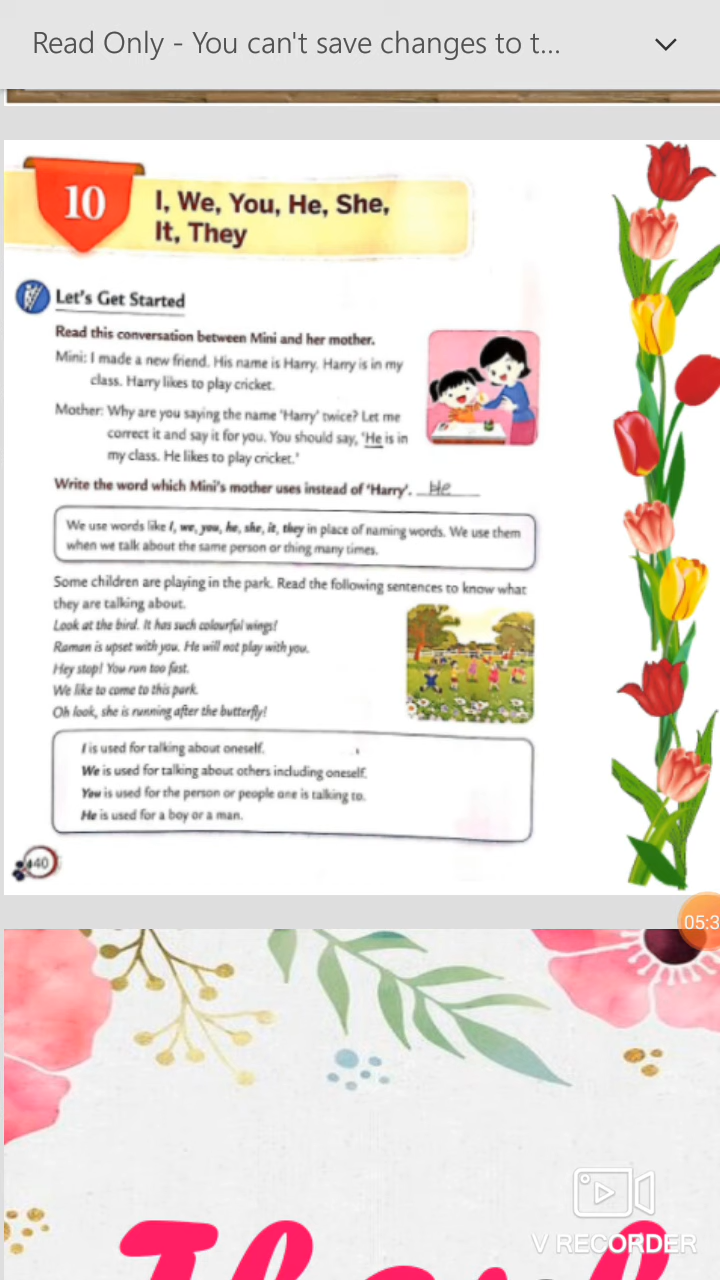 Read Only - You can't save changes to t...
10
I, We, You, He, She,
It, They
Let's Get Started
Read this conversation between Mini and her mother.
Mini: I made a new friend. His name is Harry. Harry is in my
class. Harry likes to play cricket.
Mother: Why are you saying the name 'Harry' twice? Let me
correct it and say it for you. You should say, 'He is in
my class. He likes to play cricket.'
Write the word which Mini's mother uses instead of 'Harry'. He
We use words like I, we, you, he, she, it, they in place of naming words. We use them
when we talk about the same person or thing many times.
Some children are playing in the park. Read the following sentences to know what
they are talking about.
Look at the bird. It has such colourful wings!
Raman is upset with you. He will not play with you.
Hey stop! You run too fast.
We like to come to this park.
Oh look, she is running after the butterfly!
I is used for talking about oneself.
We is used for talking about others including oneself.
You is used for the person or people one is talking to.
He is used for a boy or a man.
40
05:3
V RECORDER